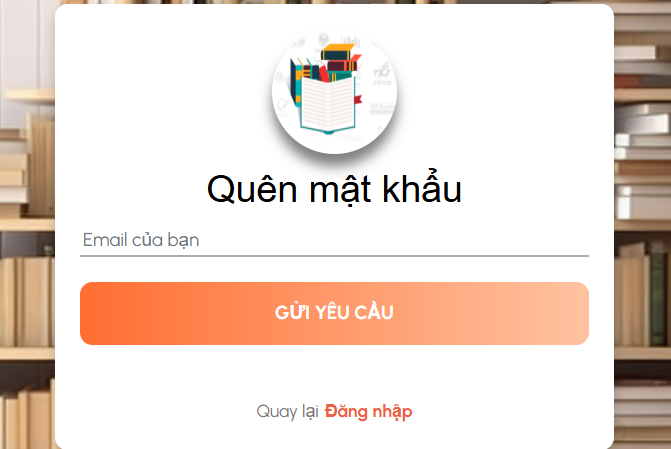 Quên mật khẩu
Email của bạn
GỬI YÊU CẦU
Quay lại Đăng nhập